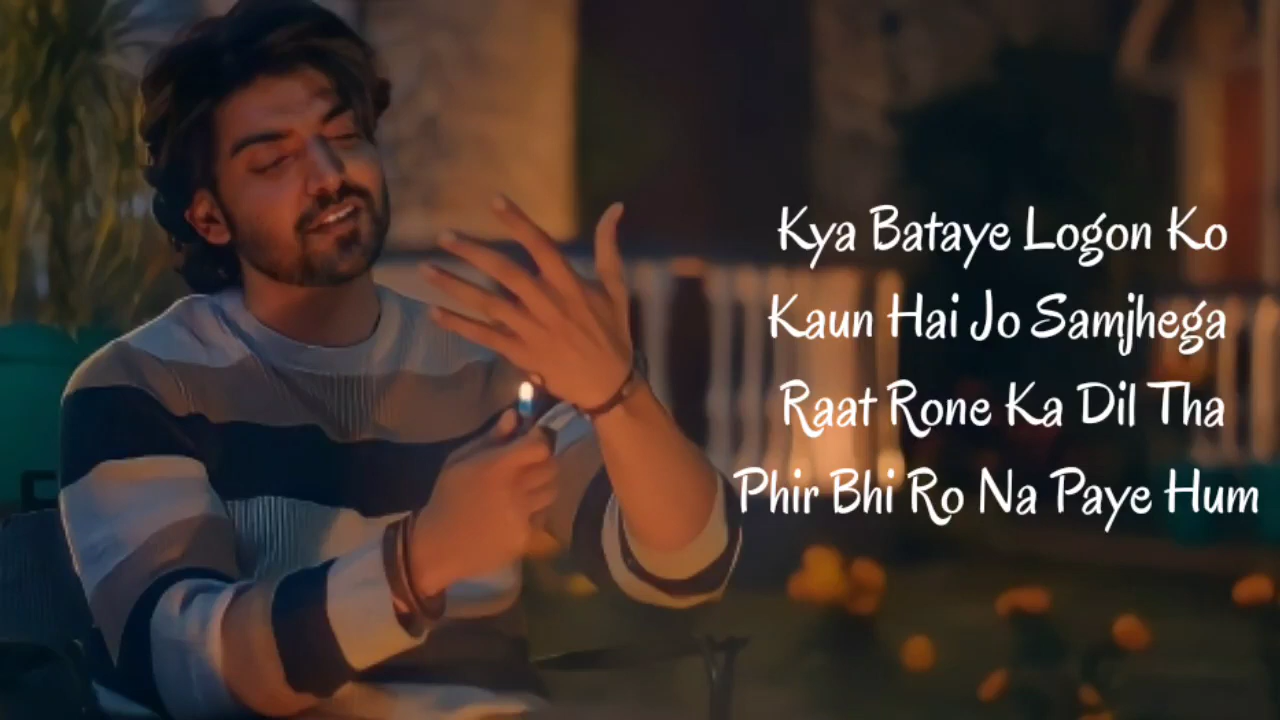 Kya Bataye Logon Ko
Kaun Hai Jo Samjhega
Raat Rone Ka Dil Tha
Phir Bhi Ro Na Paye Hum